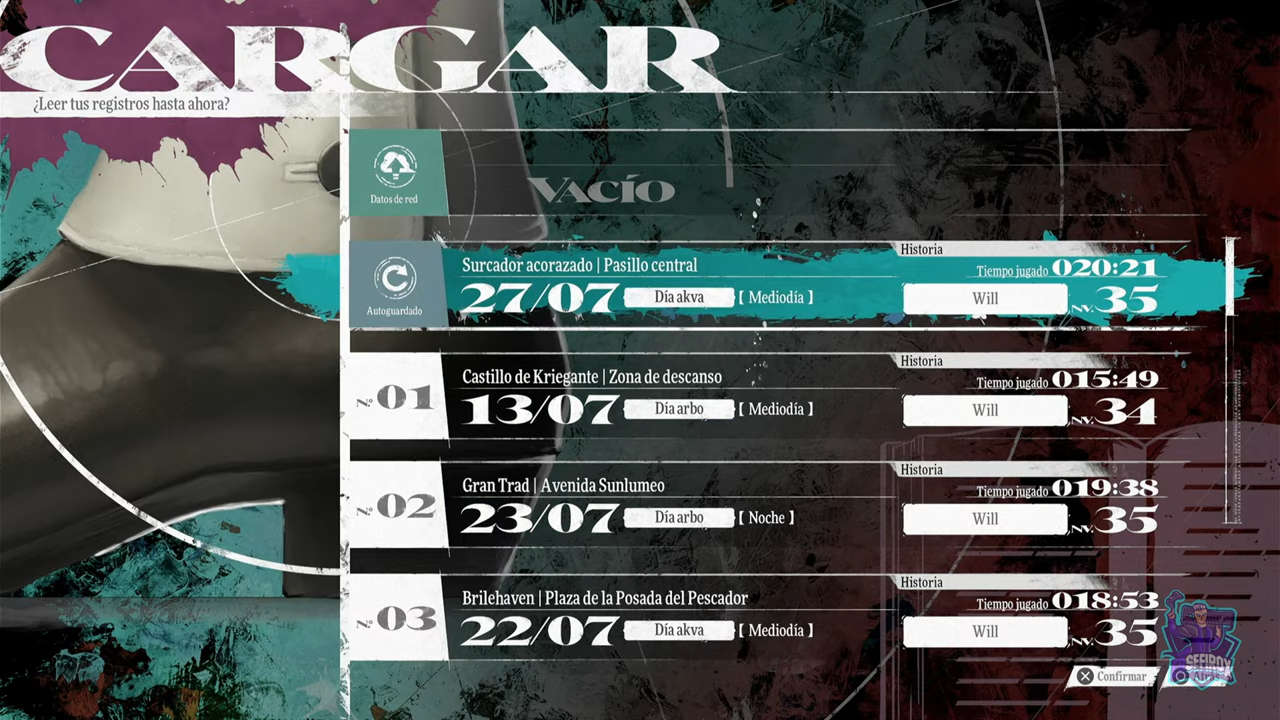 CARGAR
¿Leer tus registros hasta ahora?
Datos de red
VACÍO
Autoguardado
Surcador acorazado | Pasillo central
Historia
Tiempo jugado 020:21
27/07 Día akva [ Mediodía ]
Will
NV. 35
N.º 01
Castillo de Kriegante | Zona de descanso
Historia
Tiempo jugado 015:49
13/07 Día arbo [ Mediodía ]
Will
NV. 34
N.º 02
Gran Trad | Avenida Sunlumeo
Historia
Tiempo jugado 019:38
23/07 Día arbo [ Noche ]
Will
NV. 35
N.º 03
Brilehaven | Plaza de la Posada del Pescador
Historia
Tiempo jugado 018:53
22/07 Día akva [ Mediodía ]
Will
NV. 35
Confirmar
SEFIROX